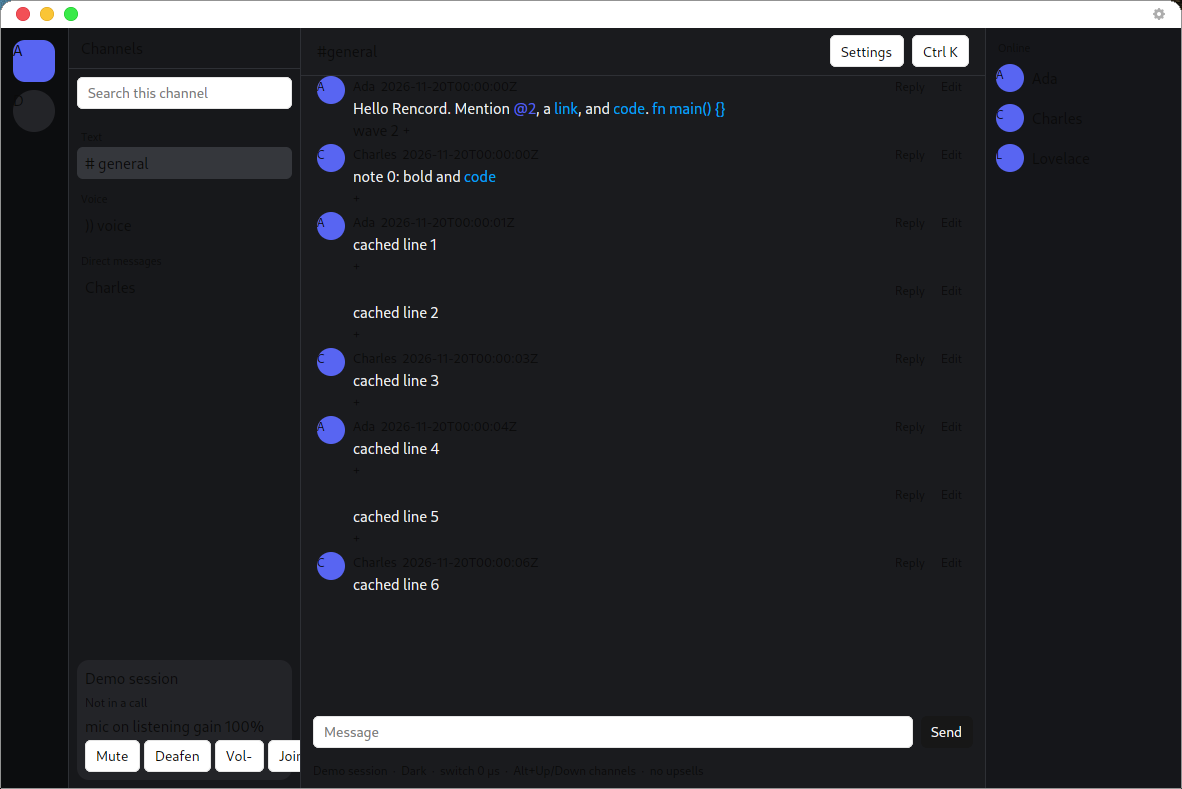 A
D
Channels
Search this channel
Text
# general
Voice
)) voice
Direct messages
Charles
Demo session
Not in a call
mic on listening gain 100%
Mute Deafen Vol- Join
#general
Settings Ctrl K
A Ada 2026-11-20T00:00:00Z Reply Edit
Hello Rencord. Mention @2, a link, and code. fn main() {}
wave 2 +
C Charles 2026-11-20T00:00:00Z Reply Edit
note 0: bold and code
+
A Ada 2026-11-20T00:00:01Z Reply Edit
cached line 1
+
Reply Edit
cached line 2
+
C Charles 2026-11-20T00:00:03Z Reply Edit
cached line 3
+
A Ada 2026-11-20T00:00:04Z Reply Edit
cached line 4
+
Reply Edit
cached line 5
+
C Charles 2026-11-20T00:00:06Z Reply Edit
cached line 6
Message Send
Demo session · Dark · switch 0 µs · Alt+Up/Down channels · no upsells
Online
A Ada
C Charles
L Lovelace